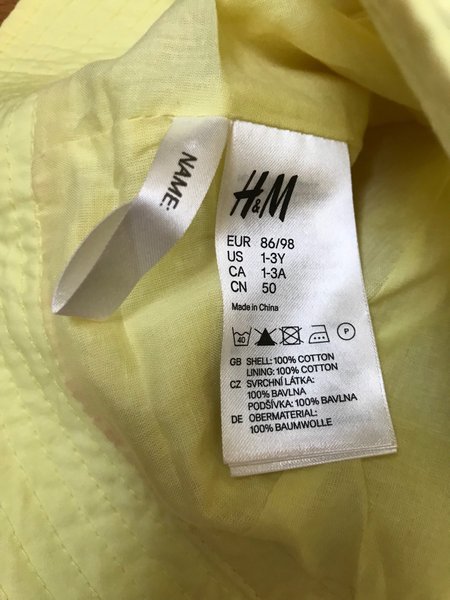 NAME:
H&M
EUR 86/98
US 1-3Y
CA 1-3A
CN 50
Made in China
40
P
GB SHELL: 100% COTTON
LINING: 100% COTTON
CZ SVRCHNÍ LÁTKA:
100% BAVLNA
PODŠÍVKA: 100% BAVLNA
DE OBERMATERIAL:
100% BAUMWOLLE